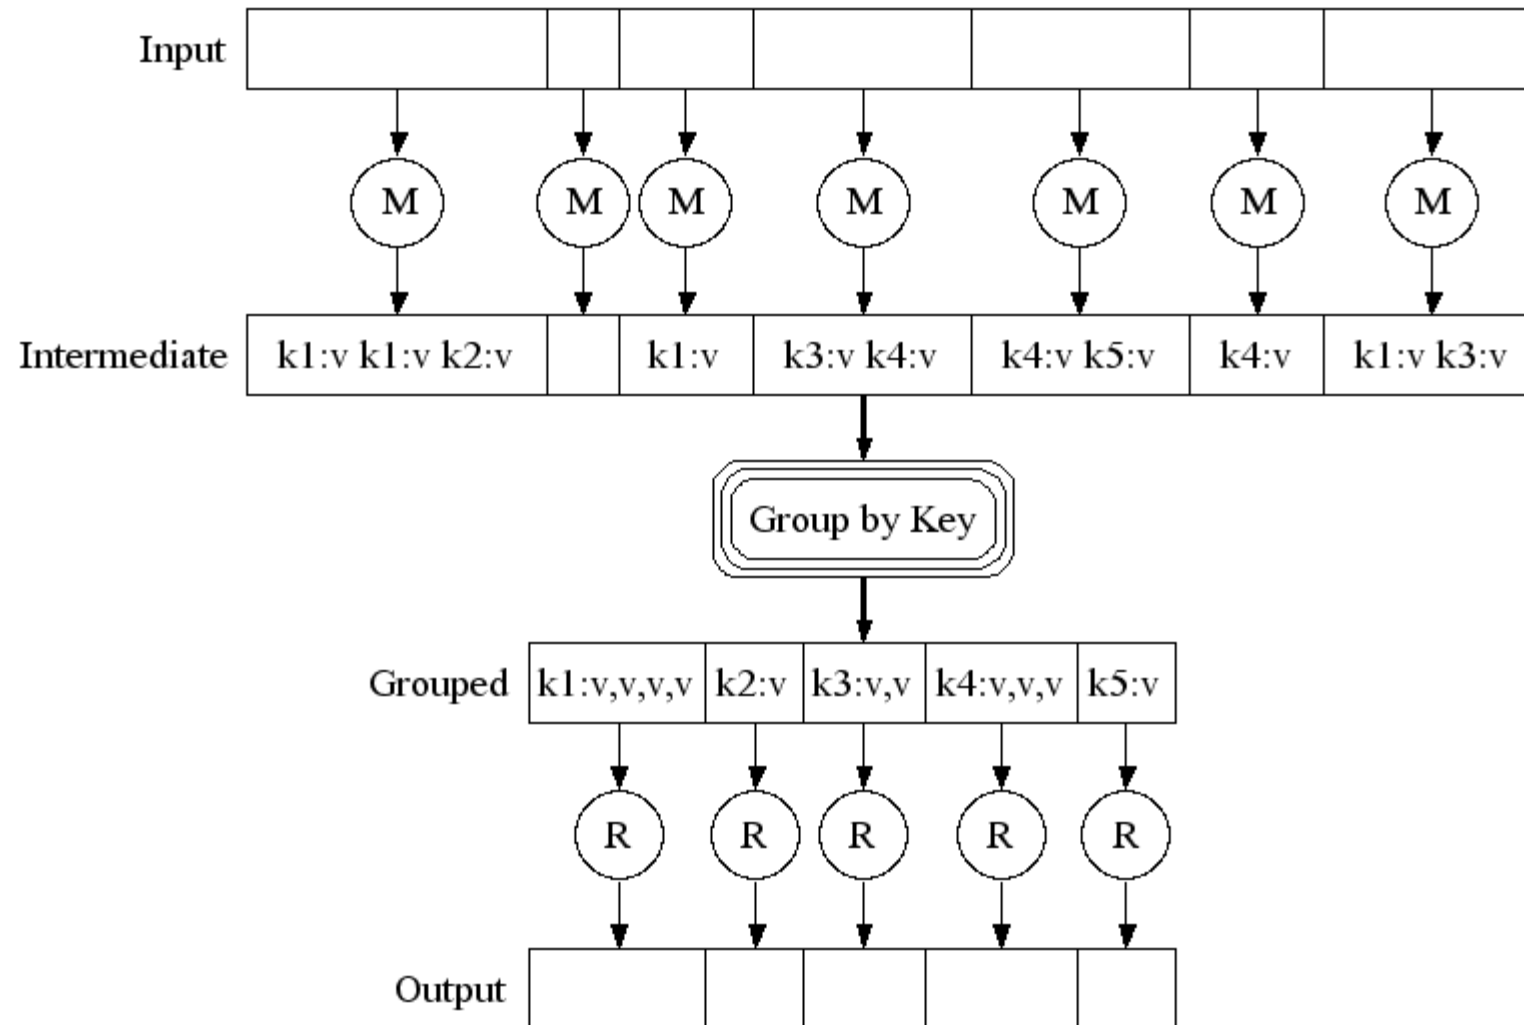 Input
M M M M M M M
Intermediate k1:v k1:v k2:v k1:v k3:v k4:v k4:v k5:v k4:v k1:v k3:v
Group by Key
Grouped k1:v,v,v,v k2:v k3:v,v k4:v,v,v k5:v
R R R R R
Output